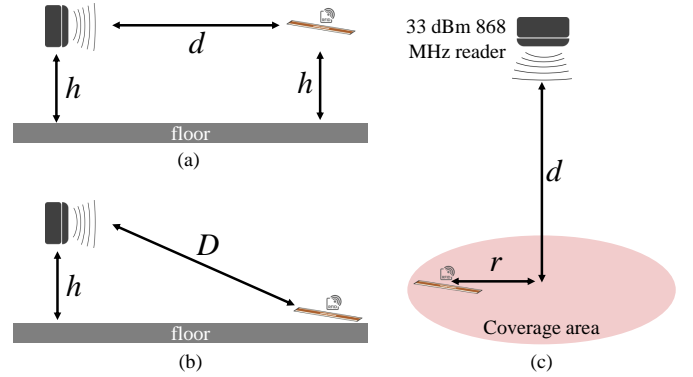 d
h
h
floor
(a)
D
h
floor
(b)
33 dBm 868
MHz reader
d
r
Coverage area
(c)